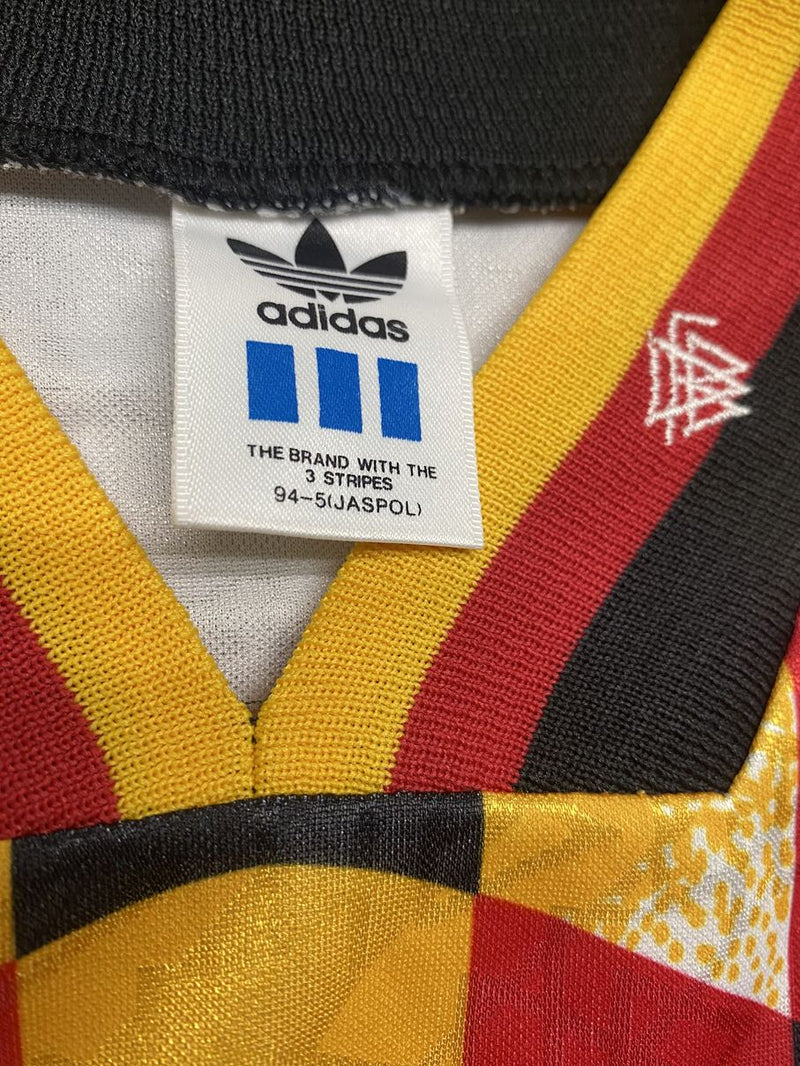 adidas
THE BRAND WITH THE
3 STRIPES
94-5(JASPOL)